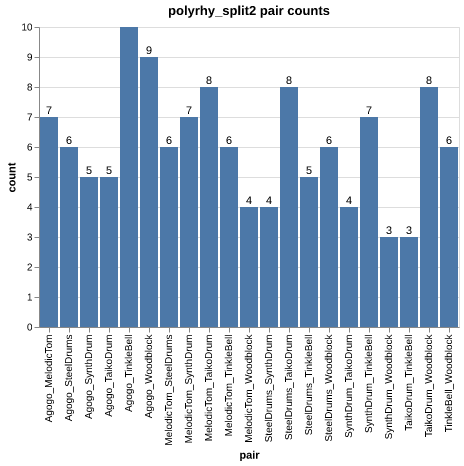 polyrhy_split2 pair counts
10
9
8
7
6
5
4
3
2
1
0
count
7
6
5
5
9
6
7
8
6
4
4
8
5
6
4
7
3
3
8
6
Agogo_MelodicTom
Agogo_SteelDrums
Agogo_SynthDrum
Agogo_TaikoDrum
Agogo_TinkleBell
Agogo_Woodblock
MelodicTom_SteelDrums
MelodicTom_SynthDrum
MelodicTom_TaikoDrum
MelodicTom_TinkleBell
MelodicTom_Woodblock
SteelDrums_SynthDrum
SteelDrums_TaikoDrum
SteelDrums_TinkleBell
SteelDrums_Woodblock
SynthDrum_TaikoDrum
SynthDrum_TinkleBell
SynthDrum_Woodblock
TaikoDrum_TinkleBell
TaikoDrum_Woodblock
TinkleBell_Woodblock
pair